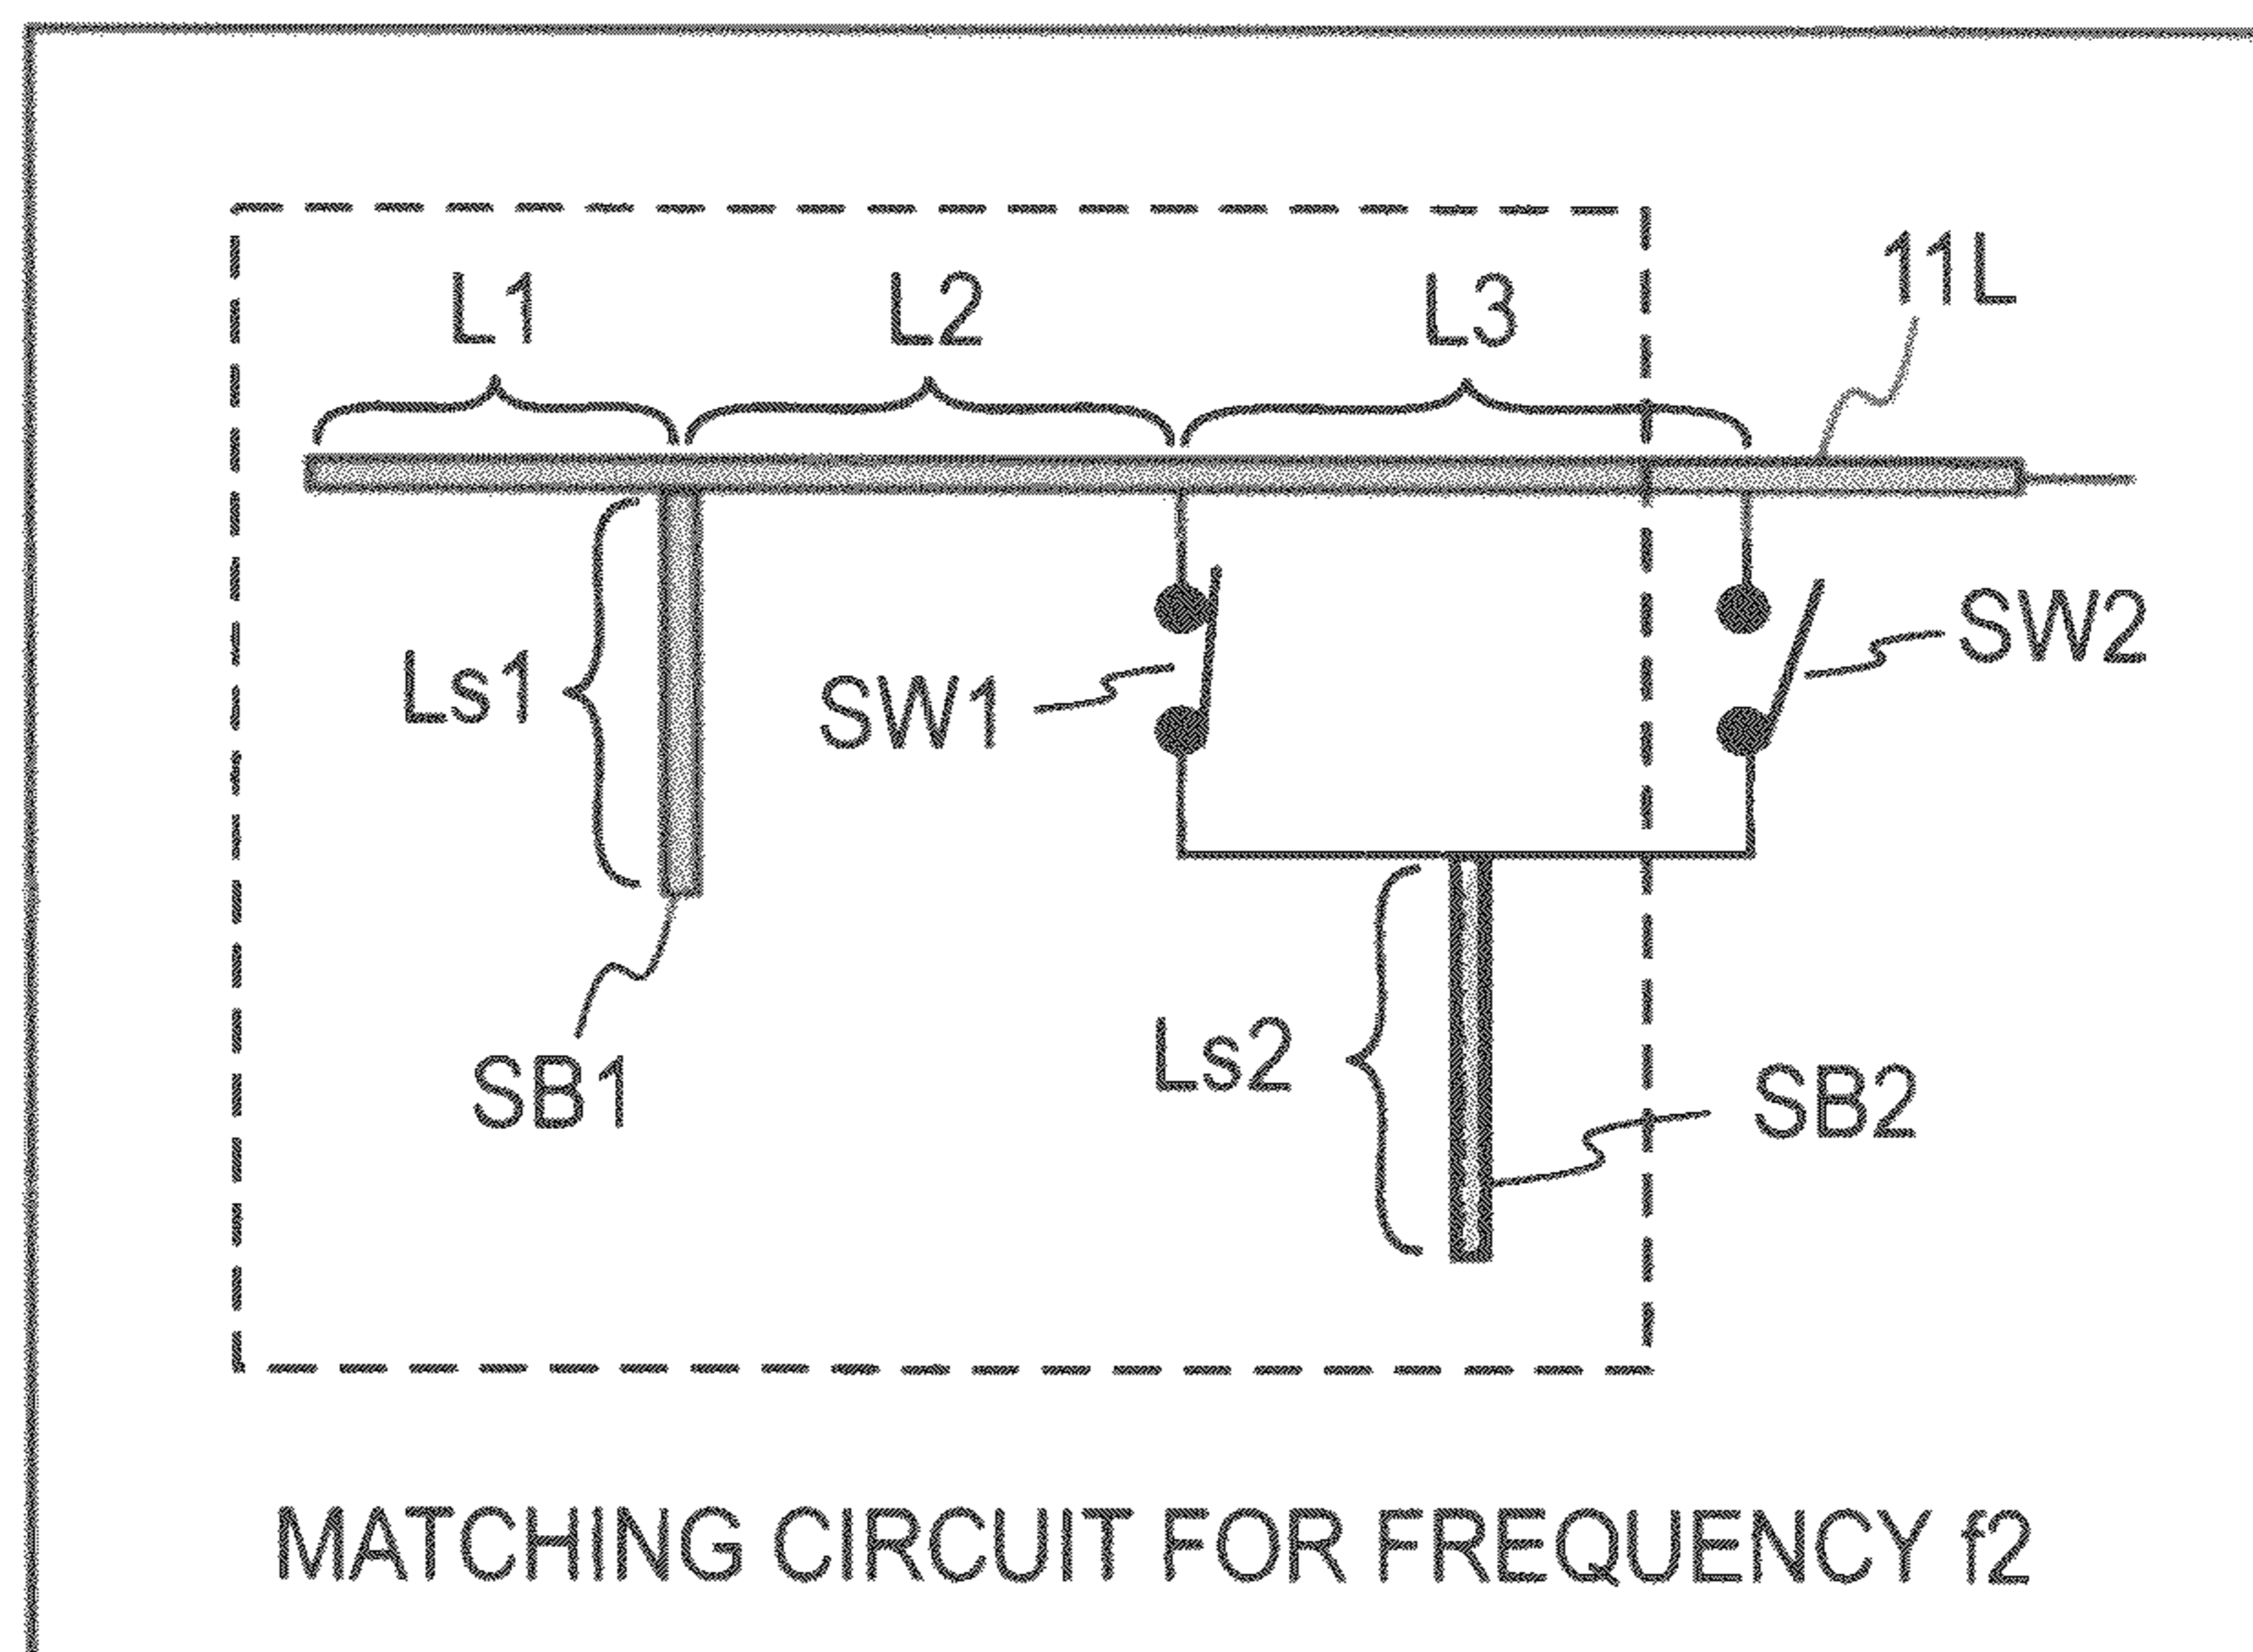 L1
L2
L3
11L
Ls1
SW1
SW2
SB1
Ls2
SB2
MATCHING CIRCUIT FOR FREQUENCY f2